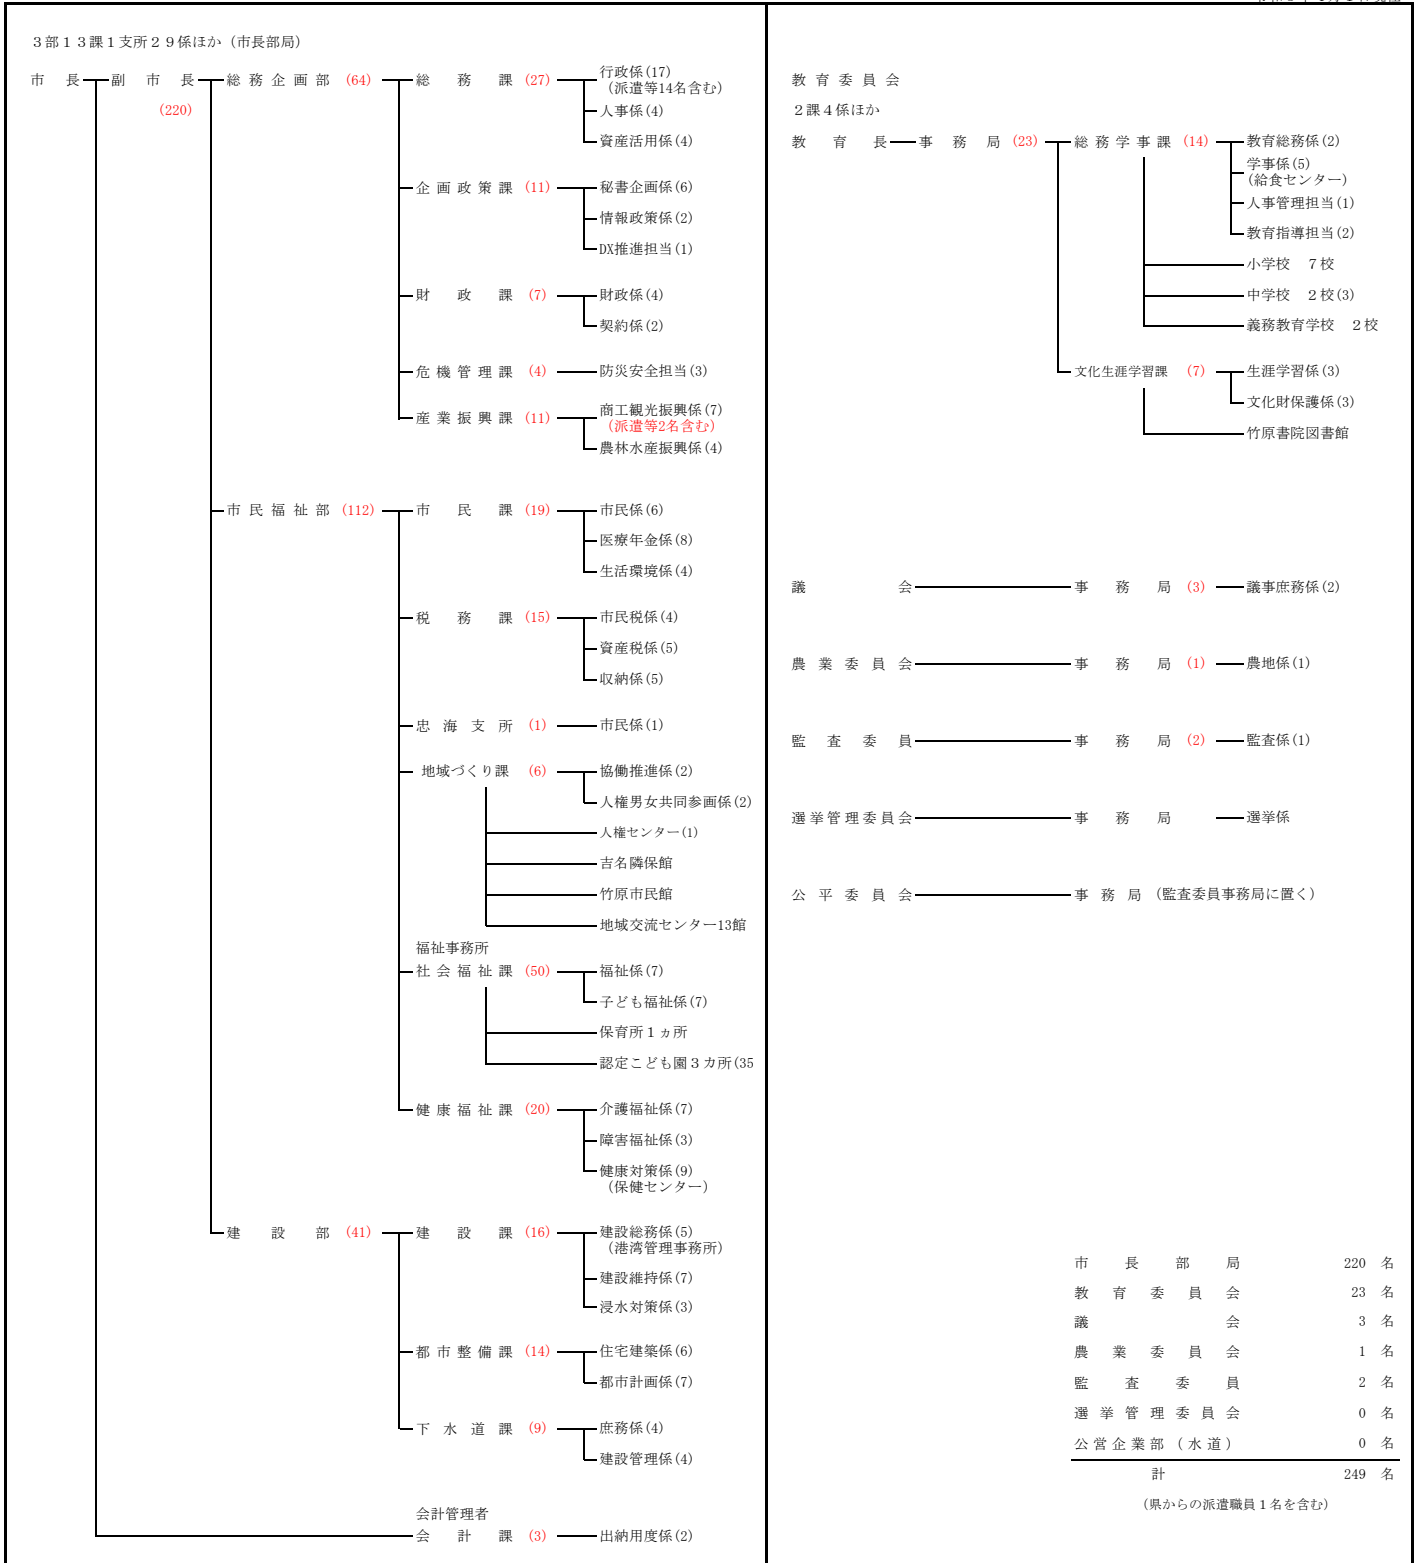 ３部１３課１支所２９係ほか（市長部局）
市長 副市長 総務企画部 (64) 総務課 (27) 行政係(17)
（派遣等14名含む）
(220) 人事係(4)
資産活用係(4)
企画政策課 (11) 秘書企画係(6)
情報政策係(2)
DX推進担当(1)
財政課 (7) 財政係(4)
契約係(2)
危機管理課 (4) 防災安全担当(3)
産業振興課 (11) 商工観光振興係(7)
（派遣等2名含む）
農林水産振興係(4)
市民福祉部 (112) 市民課 (19) 市民係(6)
医療年金係(8)
生活環境係(4)
税務課 (15) 市民税係(4)
資産税係(5)
収納係(5)
忠海支所 (1) 市民係(1)
地域づくり課 (6) 協働推進係(2)
人権男女共同参画係(2)
人権センター(1)
吉名隣保館
竹原市民館
地域交流センター13館
福祉事務所
社会福祉課 (50) 福祉係(7)
子ども福祉係(7)
保育所１ヵ所
認定こども園３カ所(35
健康福祉課 (20) 介護福祉係(7)
障害福祉係(3)
健康対策係(9)
（保健センター）
建設部 (41) 建設課 (16) 建設総務係(5)
（港湾管理事務所）
建設維持係(7)
浸水対策係(3)
都市整備課 (14) 住宅建築係(6)
都市計画係(7)
下水道課 (9) 庶務係(4)
建設管理係(4)
会計管理者
会計課 (3) 出納用度係(2)
教育委員会
２課４係ほか
教育長 事務局 (23) 総務学事課 (14) 教育総務係(2)
学事係(5)
(給食センター)
人事管理担当(1)
教育指導担当(2)
小学校　７校
中学校　２校(3)
義務教育学校　２校
文化生涯学習課 (7) 生涯学習係(3)
文化財保護係(3)
竹原書院図書館
議会 事務局 (3) 議事庶務係(2)
農業委員会 事務局 (1) 農地係(1)
監査委員 事務局 (2) 監査係(1)
選挙管理委員会 事務局 選挙係
公平委員会 事務局 （監査委員事務局に置く）
市長部局 220 名
教育委員会 23 名
議会 3 名
農業委員会 1 名
監査委員 2 名
選挙管理委員会 0 名
公営企業部（水道） 0 名
計 249 名
（県からの派遣職員１名を含む）